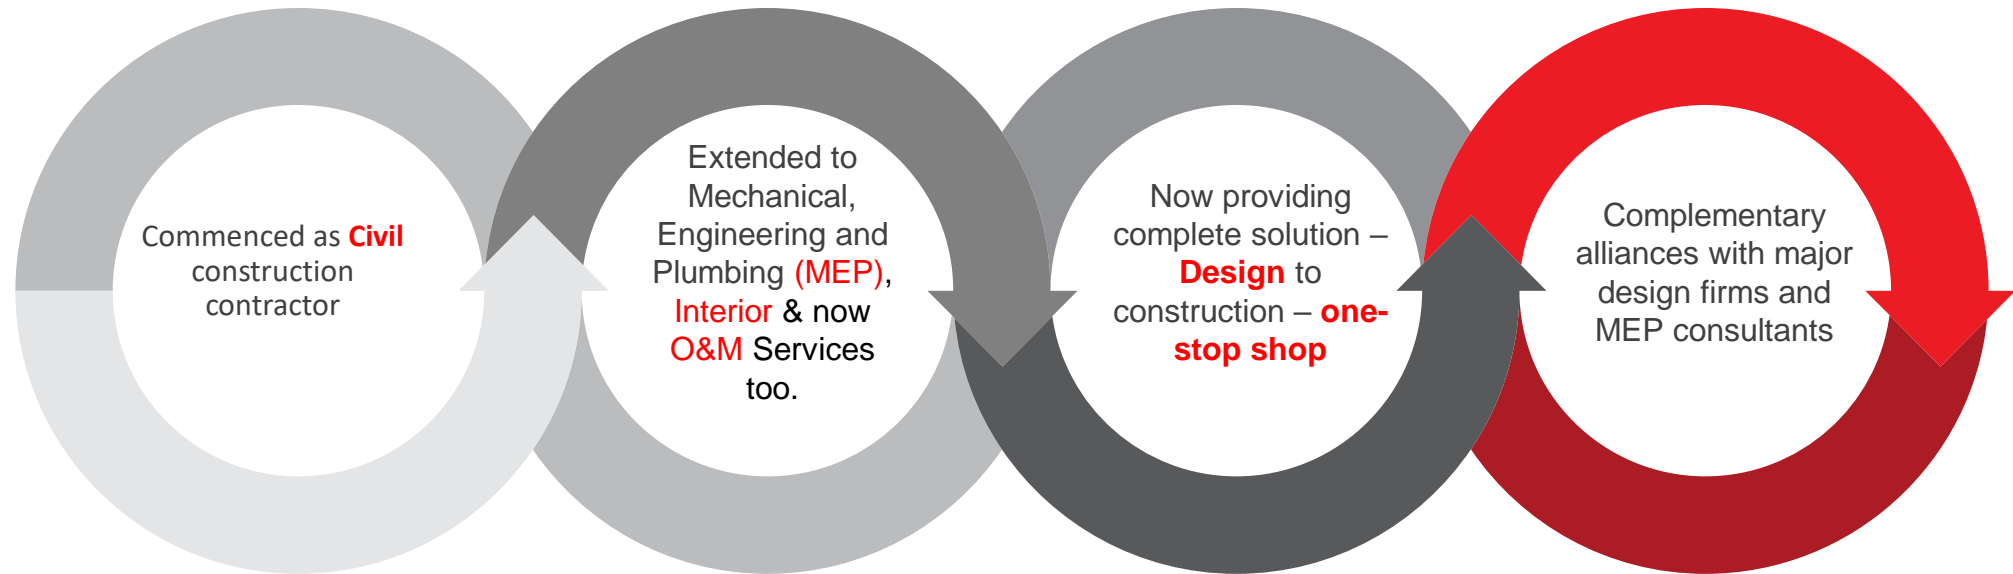 Commenced as Civil
construction
contractor
Extended to
Mechanical,
Engineering and
Plumbing (MEP),
Interior & now
O&M Services
too.
Now providing
complete solution –
Design to
construction – one-
stop shop
Complementary
alliances with major
design firms and
MEP consultants